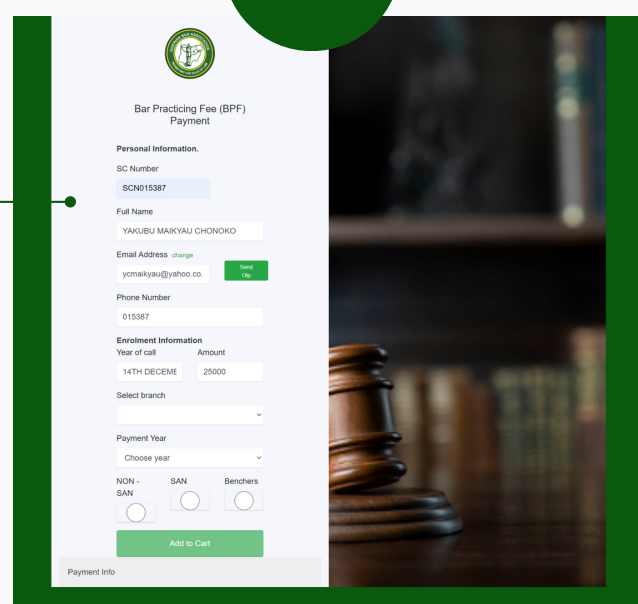 Bar Practicing Fee (BPF)
Payment
Personal Information.
SC Number
SCN015387
Full Name
YAKUBU MAIKYAU CHONOKO
Email Address change
ycmaikyau@yahoo.co.
Send
Otp
Phone Number
015387
Enrolment Information
Year of call Amount
14TH DECEME 25000
Select branch
Payment Year
Choose year
NON - SAN Benchers
SAN
Add to Cart
Payment Info